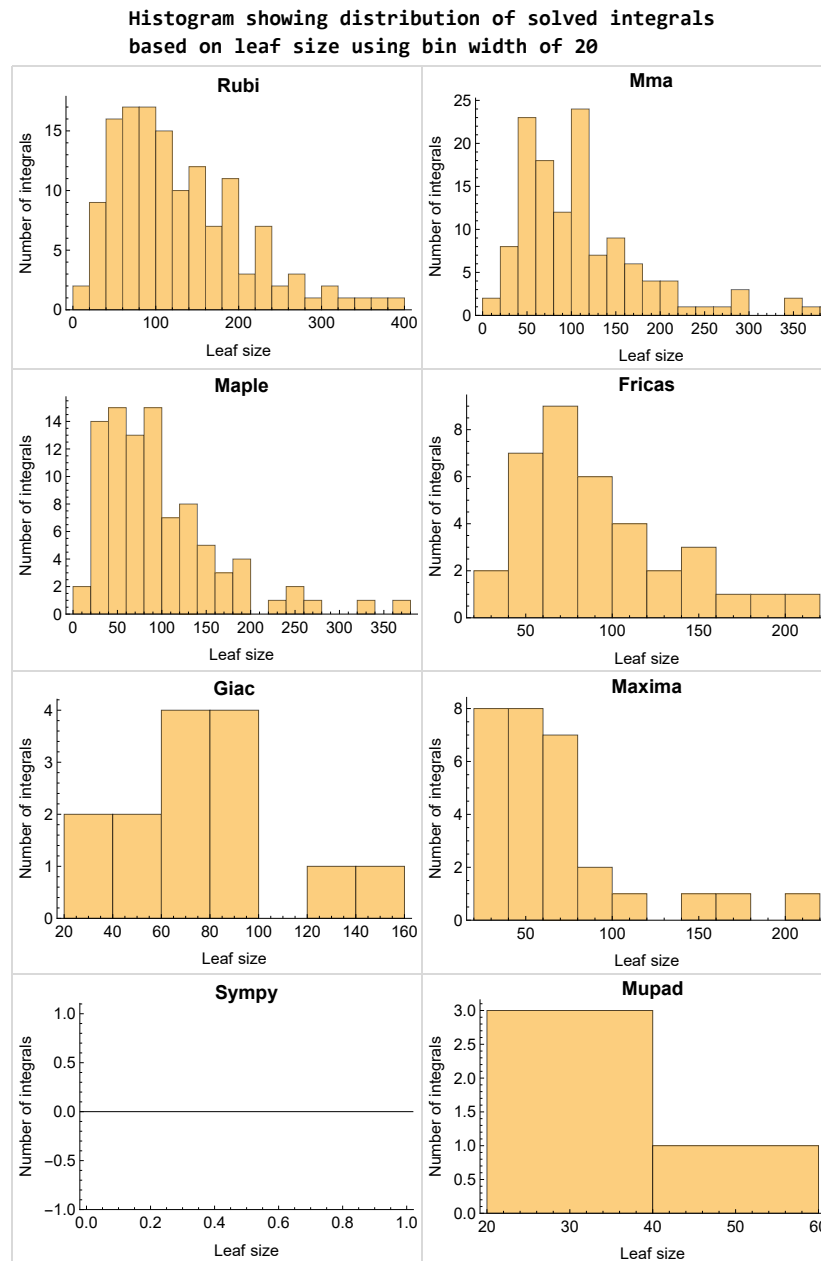 Histogram showing distribution of solved integrals
based on leaf size using bin width of 20
Rubi
Number of integrals
15
10
5
0
0 100 200 300 400
Leaf size
Mma
Number of integrals
25
20
15
10
5
0
0 50 100 150 200 250 300 350
Leaf size
Maple
Number of integrals
14
12
10
8
6
4
2
0
0 50 100 150 200 250 300 350
Leaf size
Fricas
Number of integrals
8
6
4
2
0
50 100 150 200
Leaf size
Giac
Number of integrals
4
3
2
1
0
20 40 60 80 100 120 140 160
Leaf size
Maxima
Number of integrals
8
6
4
2
0
50 100 150 200
Leaf size
Sympy
Number of integrals
1.0
0.5
0.0
−0.5
−1.0
0.0 0.2 0.4 0.6 0.8 1.0
Leaf size
Mupad
Number of integrals
3.0
2.5
2.0
1.5
1.0
0.5
0.0
20 30 40 50
Leaf size